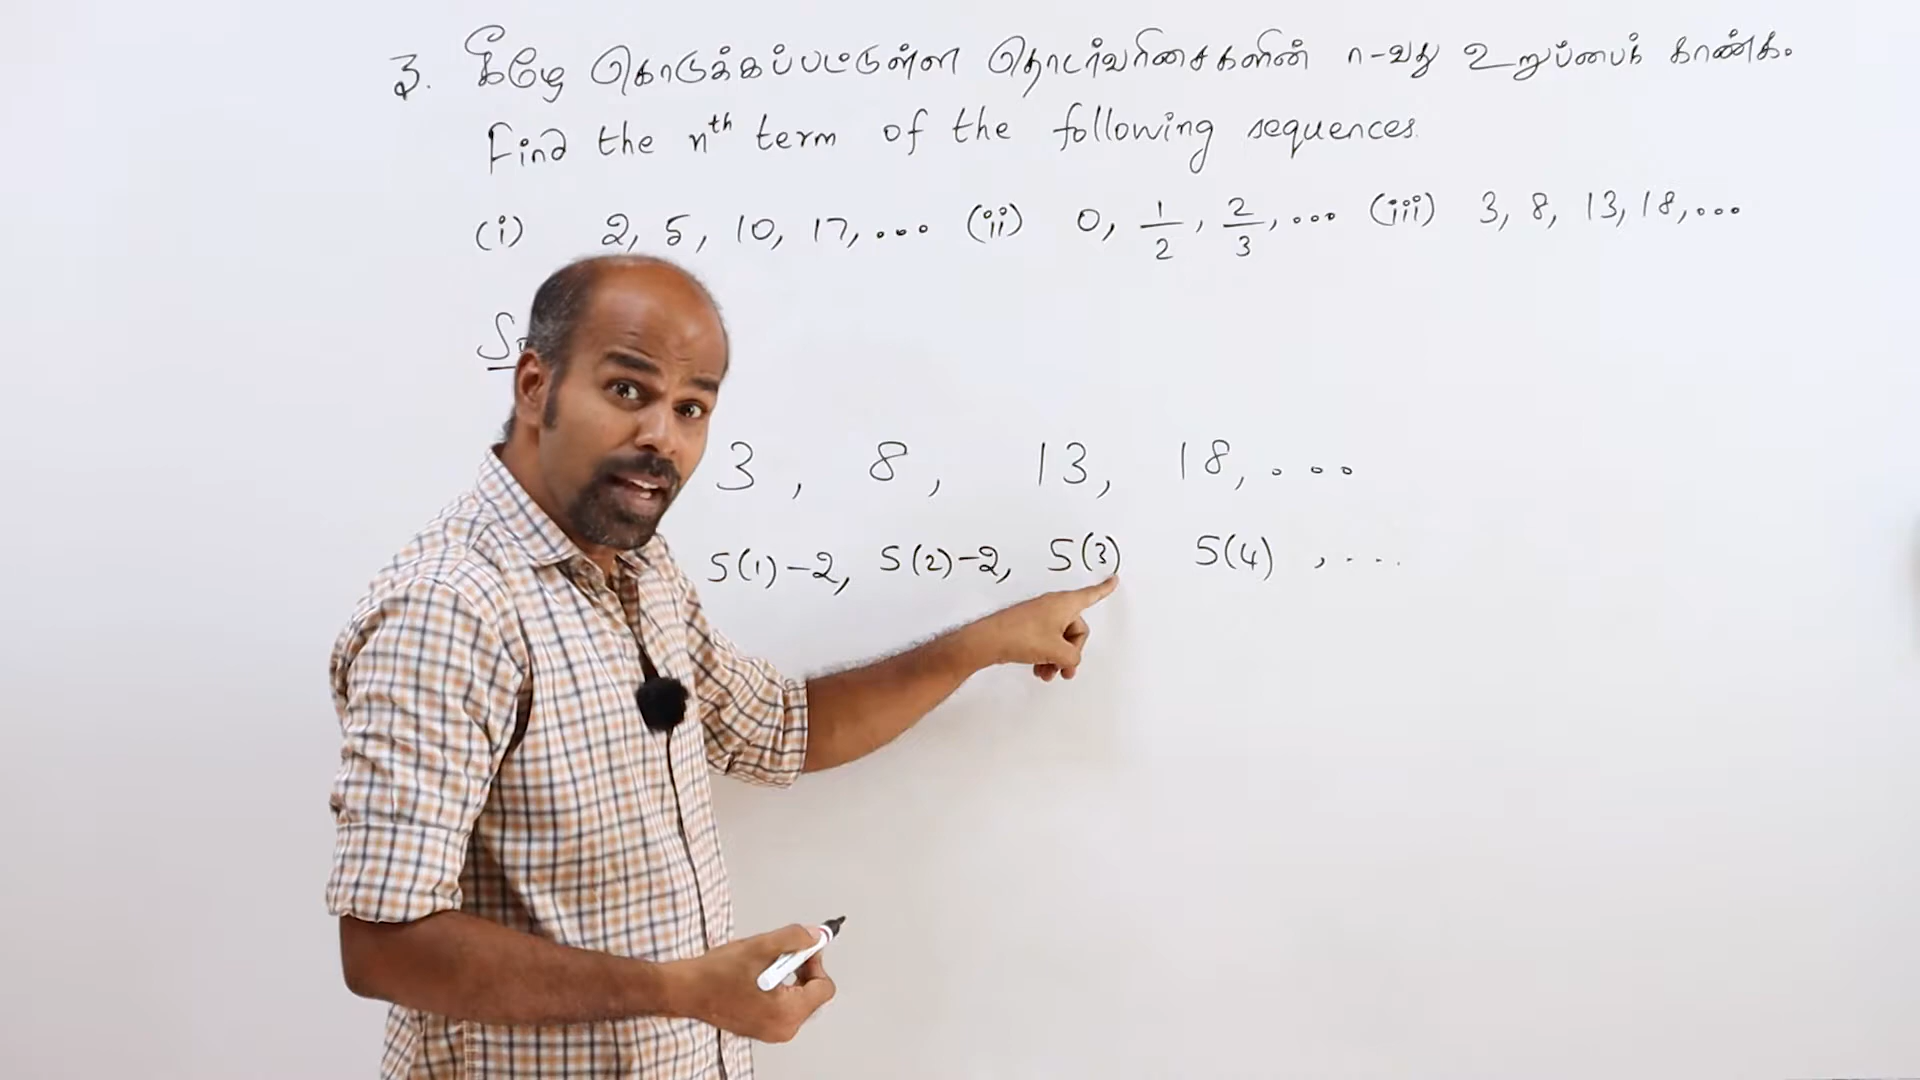 3. கீழே கொடுக்கப்பட்டுள்ள தொடர்வரிசைகளின் n-வது உறுப்பைக் காண்க.
Find the nᵗʰ term of the following sequences.
(i) 2, 5, 10, 17, ... (ii) 0, 1/2, 2/3, ... (iii) 3, 8, 13, 18, ...
3, 8, 13, 18, ...
5(1)-2, 5(2)-2, 5(3) 5(4) , ...